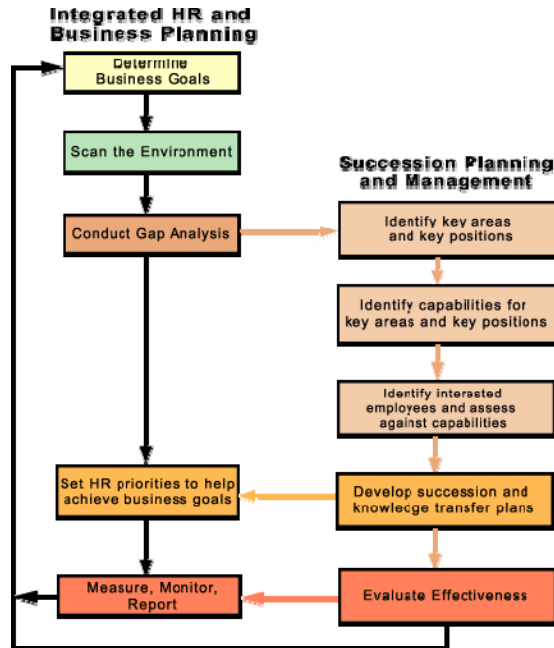 Integrated HR and
Business Planning
Determine
Business Goals
Scan the Environment
Conduct Gap Analysis
Set HR priorities to help
achieve business goals
Measure, Monitor,
Report
Succession Planning
and Management
Identify key areas
and key positions
Identify capabilities for
key areas and key positions
Identify interested
employees and assess
against capabilities
Develop succession and
knowledge transfer plans
Evaluate Effectiveness